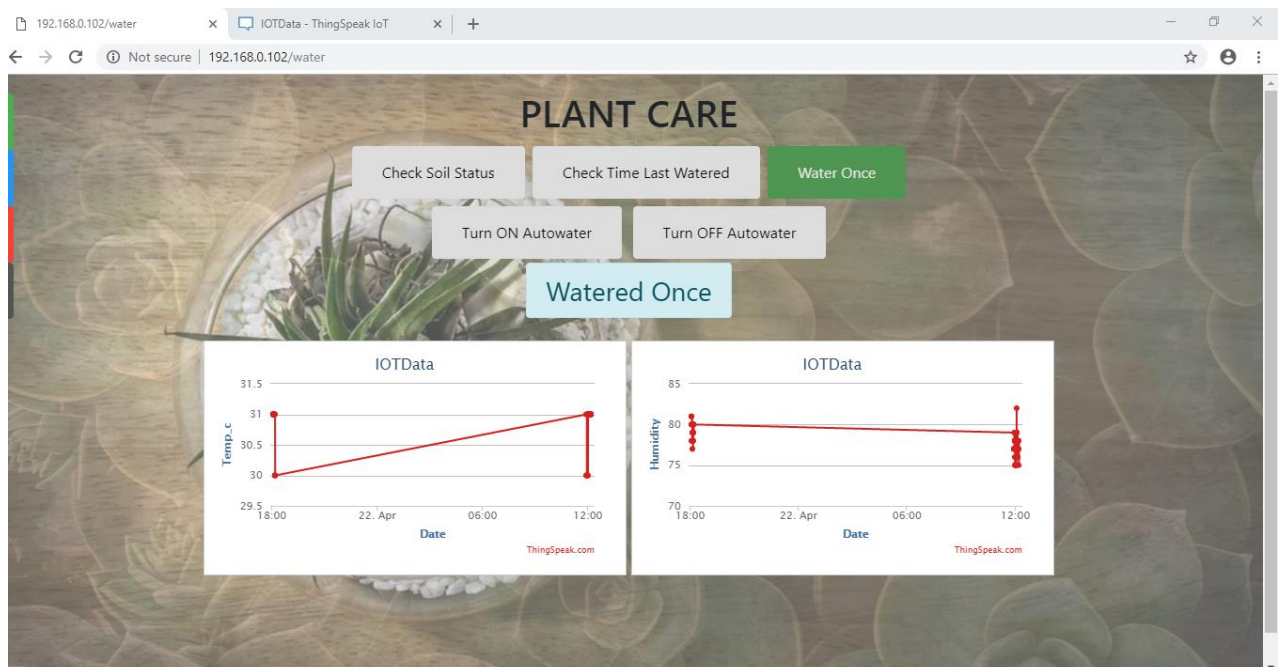 192.168.0.102/water
IOTData - ThingSpeak IoT
Not secure | 192.168.0.102/water
PLANT CARE
Check Soil Status
Check Time Last Watered
Water Once
Turn ON Autowater
Turn OFF Autowater
Watered Once
IOTData
31.5
31
30.5
30
29.5
Temp_c
18:00
22. Apr
06:00
12:00
Date
ThingSpeak.com
IOTData
85
80
75
70
Humidity
18:00
22. Apr
06:00
12:00
Date
ThingSpeak.com